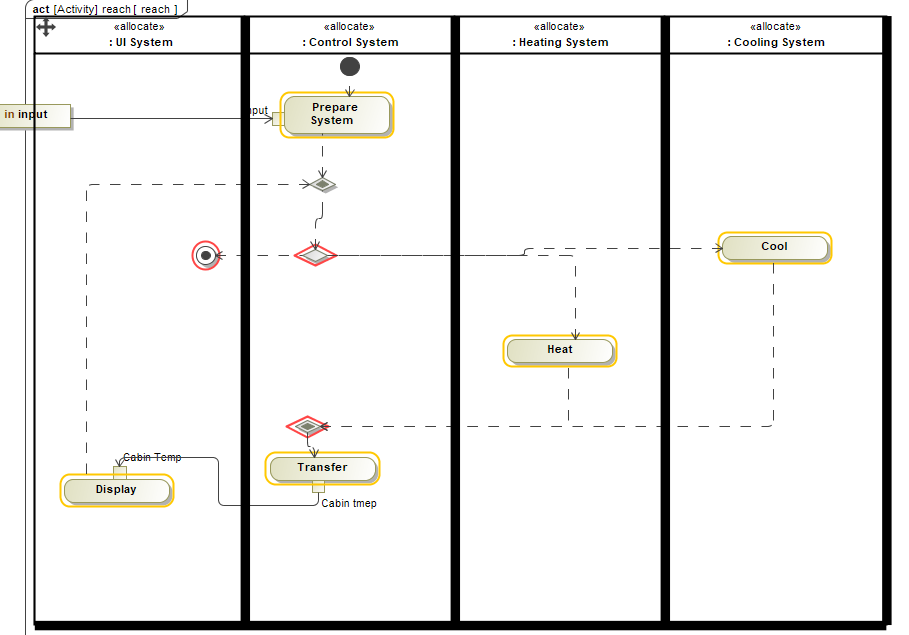 act [Activity] reach [ reach ]
«allocate»
: UI System
«allocate»
: Control System
«allocate»
: Heating System
«allocate»
: Cooling System
in input
Prepare
System
Cool
Heat
Cabin Temp
Transfer
Display
Cabin tmep